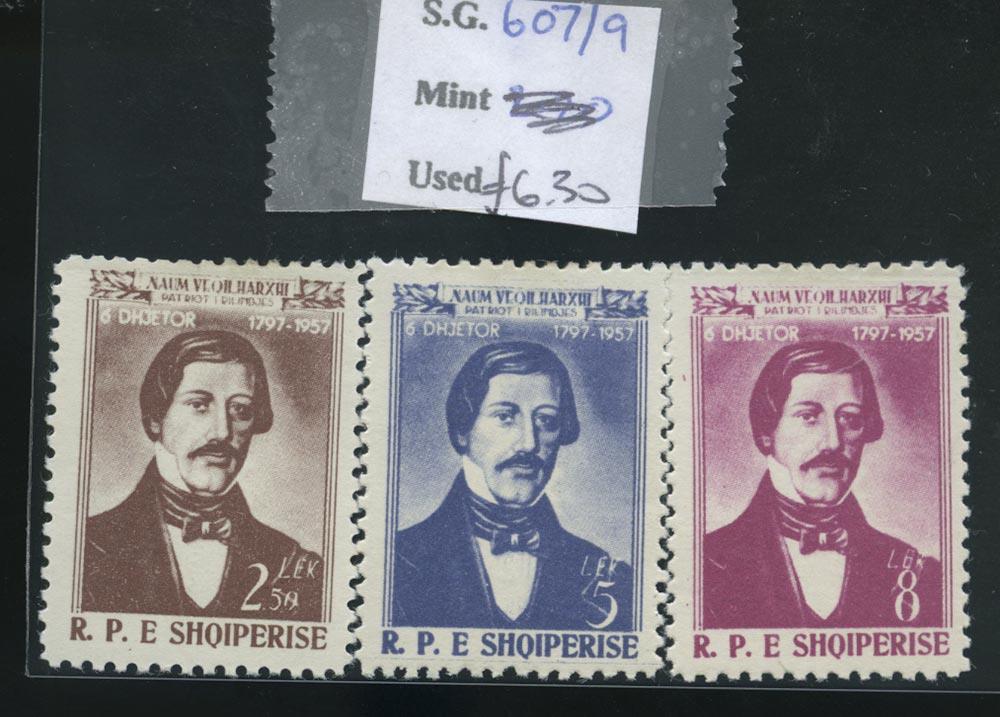 S.G. 607/9
Mint
Used £6.30
NAUM VEQILHARXHI
PATRIOT I RILINDJES
6 DHJETOR 1797-1957
LEK
2 50
R. P. E SHQIPERISE
NAUM VEQILHARXHI
PATRIOT I RILINDJES
6 DHJETOR 1797-1957
LEK
5
R. P. E SHQIPERISE
NAUM VEQILHARXHI
PATRIOT I RILINDJES
6 DHJETOR 1797-1957
LEK
8
R. P. E SHQIPERISE